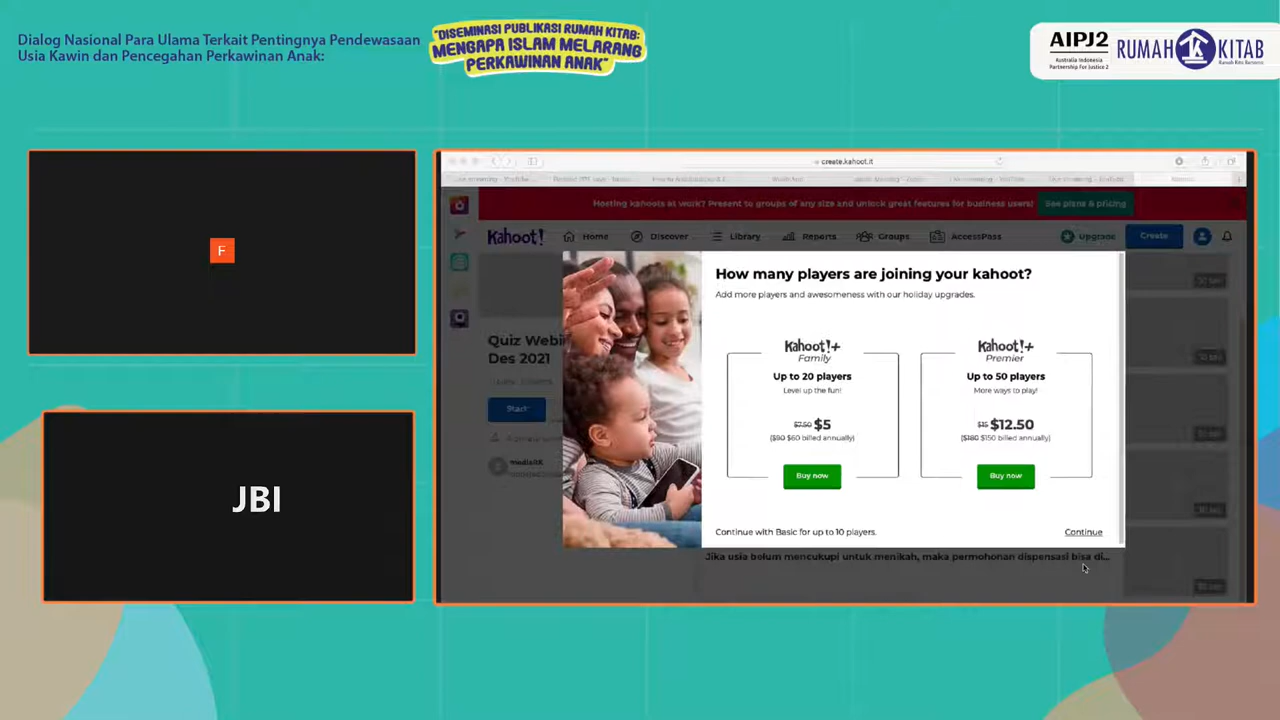 Dialog Nasional Para Ulama Terkait Pentingnya Pendewasaan
Usia Kawin dan Pencegahan Perkawinan Anak:
"DISEMINASI PUBLIKASI RUMAH KITAB:
MENGAPA ISLAM MELARANG
PERKAWINAN ANAK"
AIPJ2
Australia Indonesia
Partnership For Justice 2
RUMAH KITAB
F
JBI
create.kahoot.it
Hosting kahoots at work? Present to groups of any size and unlock great features for business users!
See plans & pricing
Kahoot!
Home
Discover
Library
Reports
Groups
AccessPass
Upgrade
Create
Quiz Webi
Des 2021
Start
How many players are joining your kahoot?
Add more players and awesomeness with our holiday upgrades.
Kahoot!+
Family
Up to 20 players
Level up the fun!
$7.50 $5
($90 $60 billed annually)
Buy now
Kahoot!+
Premier
Up to 50 players
More ways to play!
$15 $12.50
($180 $150 billed annually)
Buy now
Continue with Basic for up to 10 players.
Continue
Jika usia belum mencukupi untuk menikah, maka permohonan dispensasi bisa di...